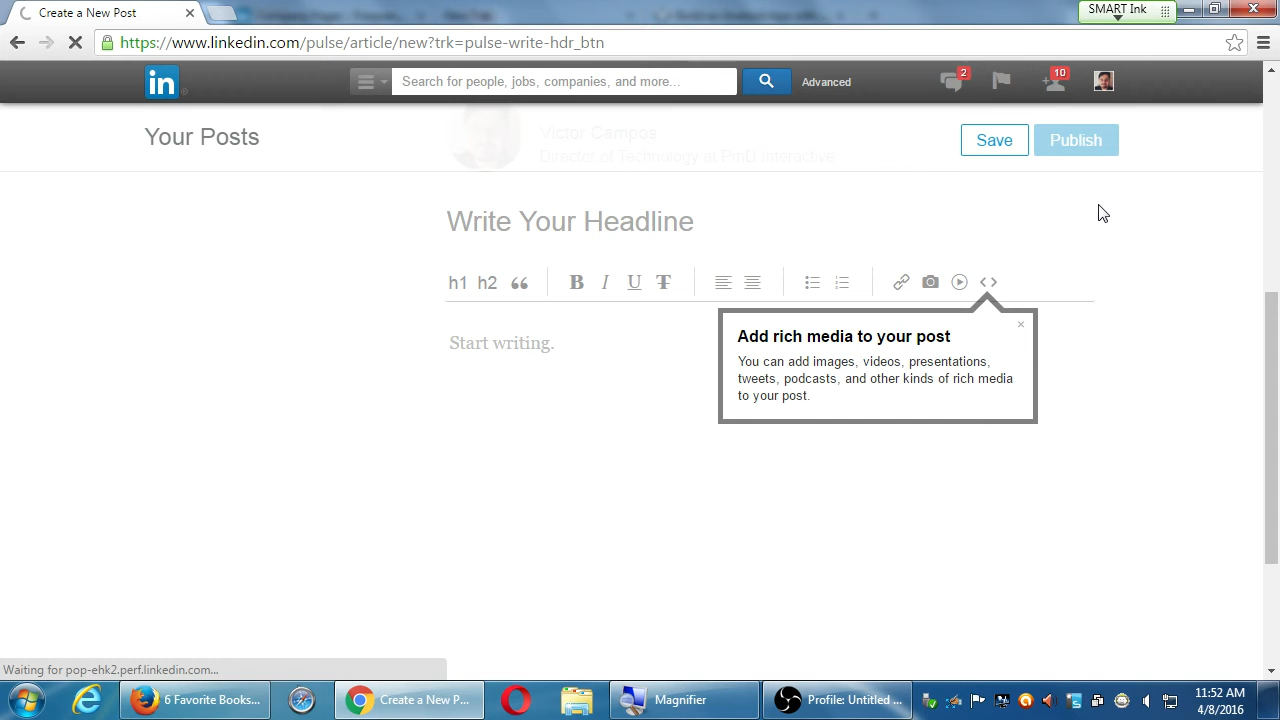 Create a New Post
SMART Ink
https://www.linkedin.com/pulse/article/new?trk=pulse-write-hdr_btn
in
Search for people, jobs, companies, and more...
Advanced
2
10
Your Posts
Victor Campos
Director of Technology at PmD Interactive
Save
Publish
Write Your Headline
h1 h2 “ B I U T
Start writing.
Add rich media to your post
You can add images, videos, presentations,
tweets, podcasts, and other kinds of rich media
to your post.
Waiting for pop-ehk2.perf.linkedin.com...
6 Favorite Books...
Create a New P...
Magnifier
Profile: Untitled ...
11:52 AM
4/8/2016